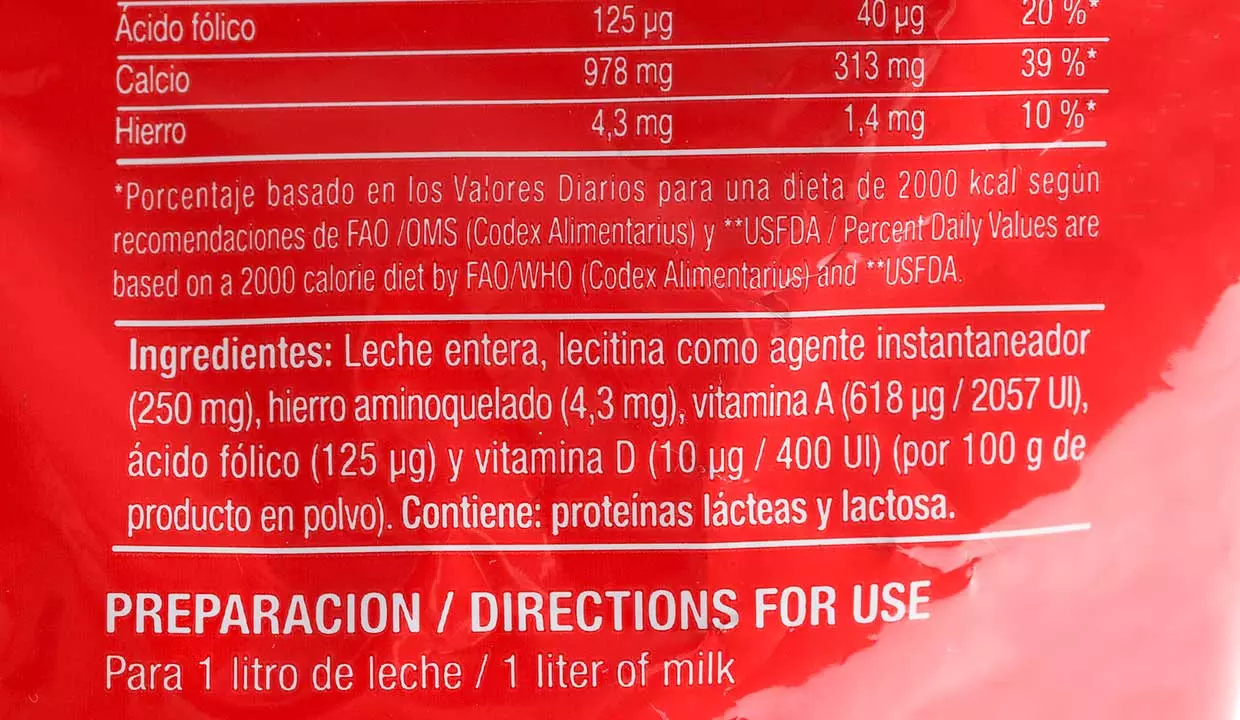 Ácido fólico 125 µg 40 µg 20 %*
Calcio 978 mg 313 mg 39 %*
Hierro 4,3 mg 1,4 mg 10 %*
*Porcentaje basado en los Valores Diarios para una dieta de 2000 kcal según
recomendaciones de FAO /OMS (Codex Alimentarius) y **USFDA / Percent Daily Values are
based on a 2000 calorie diet by FAO/WHO (Codex Alimentarius) and **USFDA.
Ingredientes: Leche entera, lecitina como agente instantaneador
(250 mg), hierro aminoquelado (4,3 mg), vitamina A (618 µg / 2057 UI),
ácido fólico (125 µg) y vitamina D (10 µg / 400 UI) (por 100 g de
producto en polvo). Contiene: proteínas lácteas y lactosa.
PREPARACION / DIRECTIONS FOR USE
Para 1 litro de leche / 1 liter of milk